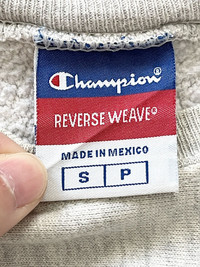 Champion
REVERSE WEAVE®
MADE IN MEXICO
S P